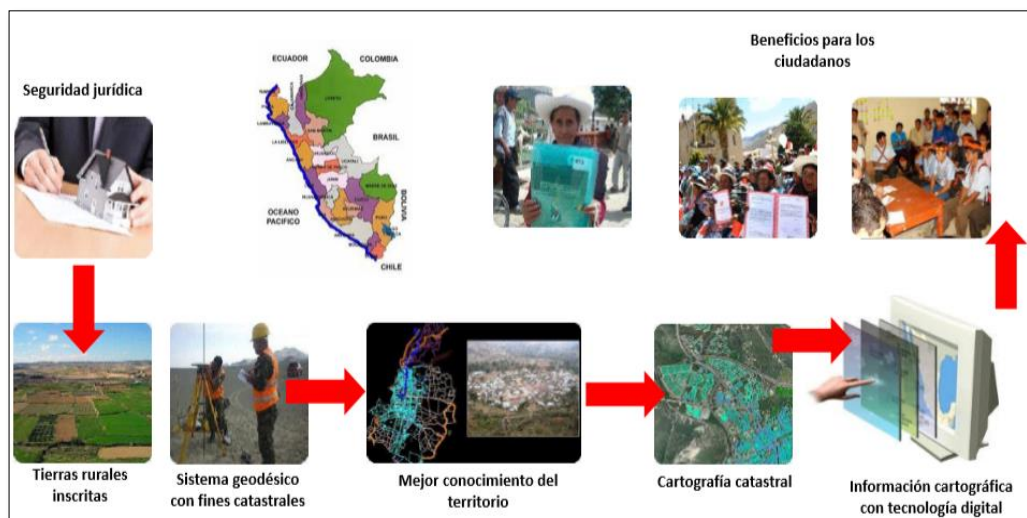 Beneficios para los
ciudadanos
Seguridad jurídica
ECUADOR
COLOMBIA
BRASIL
BOLIVIA
OCEANO
PACIFICO
CHILE
Tierras rurales
inscritas
Sistema geodésico
con fines catastrales
Mejor conocimiento del
territorio
Cartografía catastral
Información cartográfica
con tecnología digital